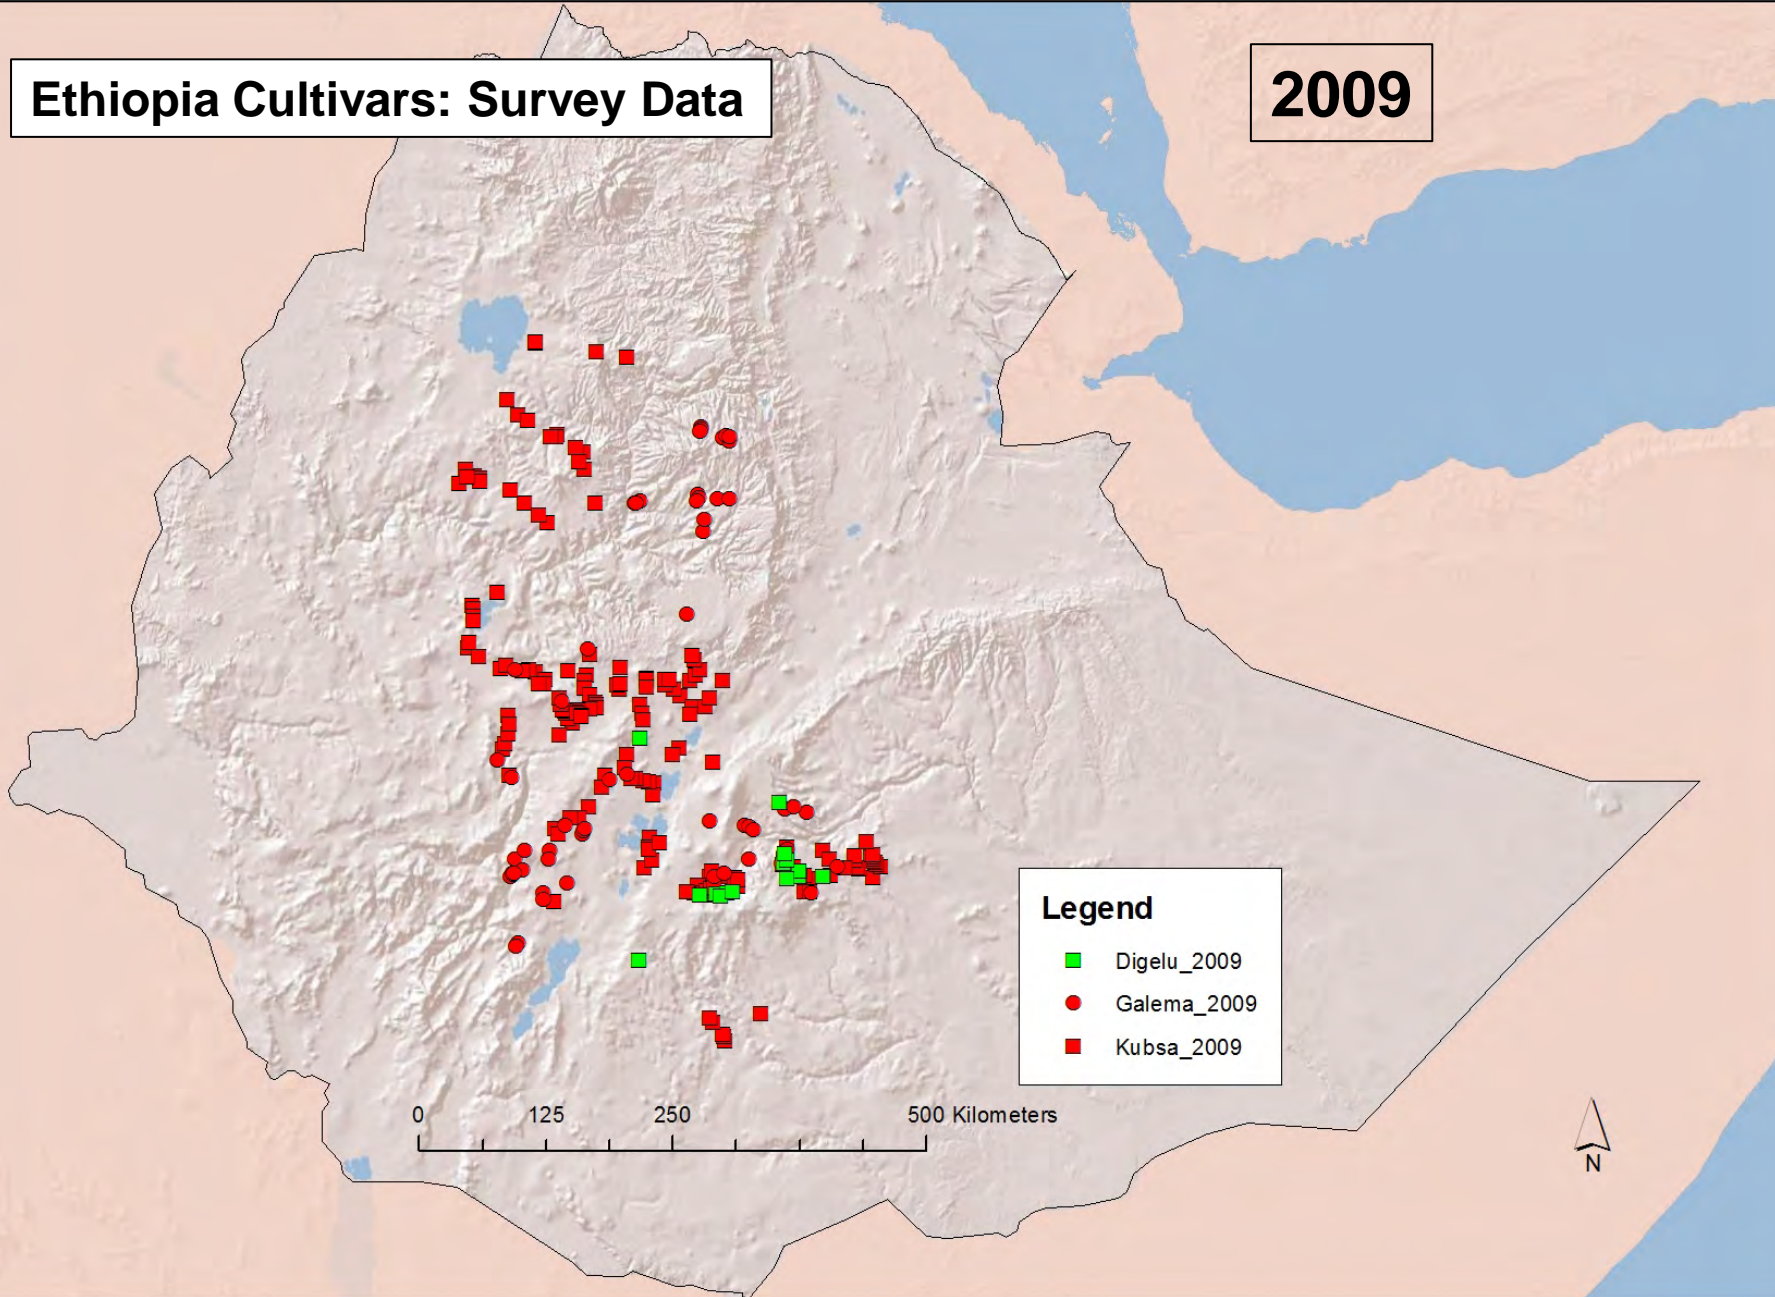 Ethiopia Cultivars: Survey Data
2009
Legend
Digelu_2009
Galema_2009
Kubsa_2009
0 125 250 500 Kilometers
N